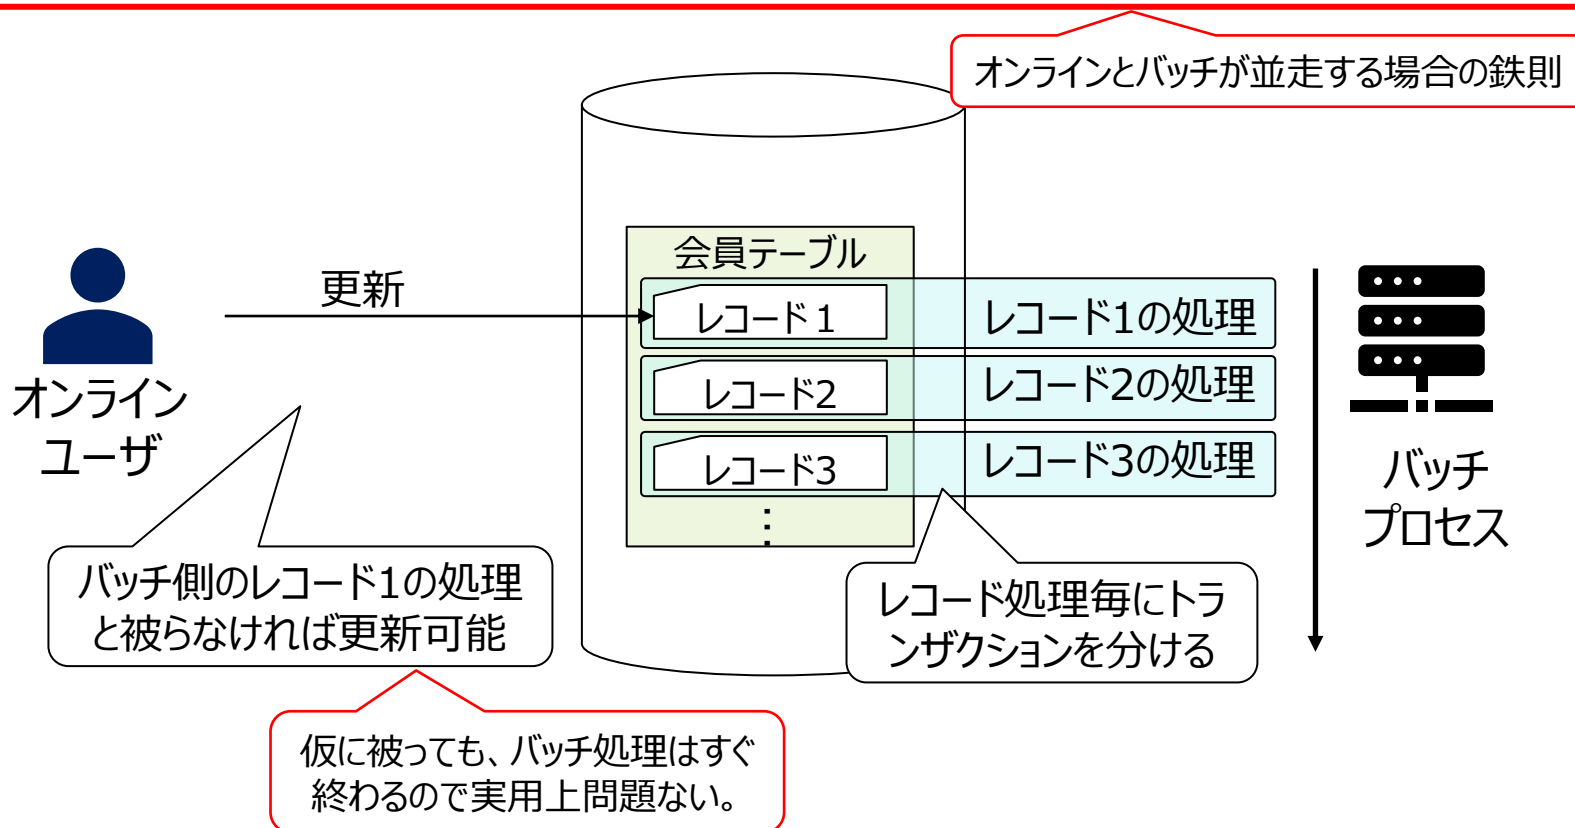 オンラインとバッチが並走する場合の鉄則
会員テーブル
更新
レコード1
レコード1の処理
レコード2
レコード2の処理
レコード3
レコード3の処理
⋮
オンライン
ユーザ
バッチ
プロセス
バッチ側のレコード1の処理
と被らなければ更新可能
レコード処理毎にトラ
ンザクションを分ける
仮に被っても、バッチ処理はすぐ
終わるので実用上問題ない。